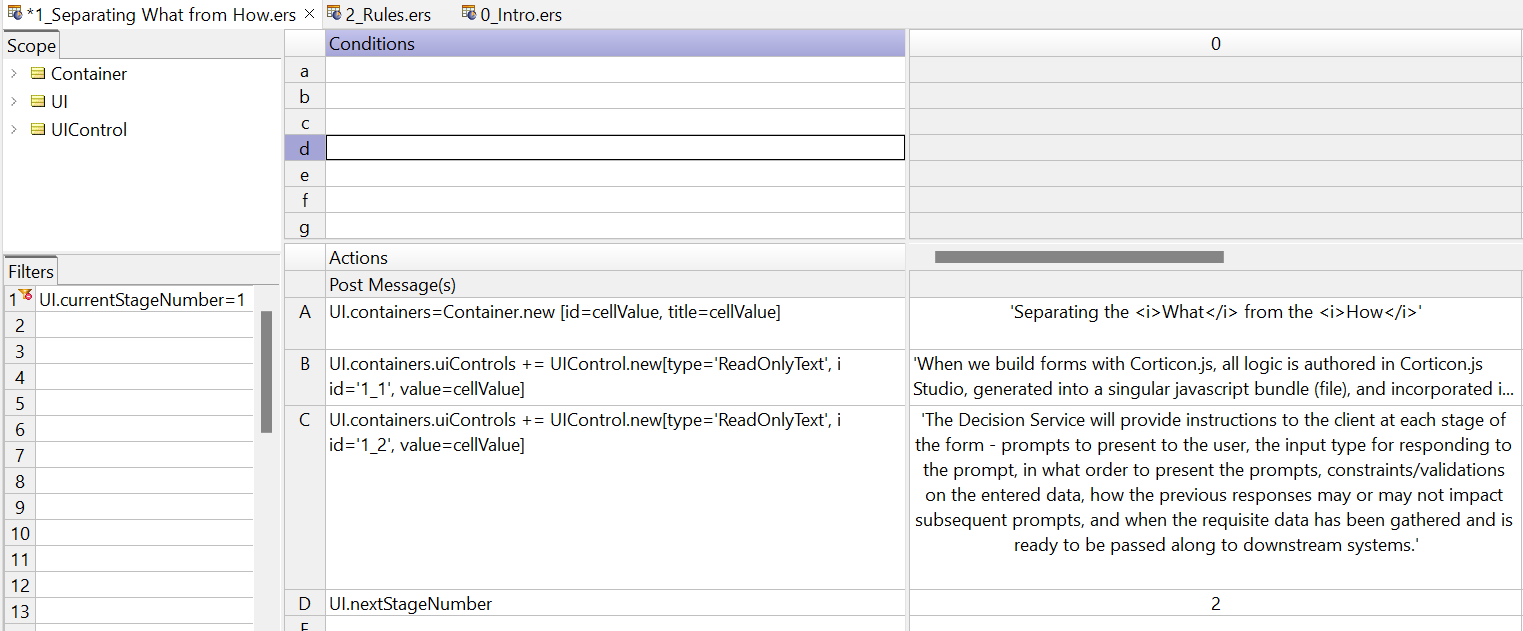 *1_Separating What from How.ers
2_Rules.ers
0_Intro.ers
Scope
Container
UI
UIControl
Conditions
0
a
b
c
d
e
f
g
Filters
1 UI.currentStageNumber=1
2
3
4
5
6
7
8
9
10
11
12
13
Actions
Post Message(s)
A UI.containers=Container.new [id=cellValue, title=cellValue]
'Separating the <i>What</i> from the <i>How</i>'
B UI.containers.uiControls += UIControl.new[type='ReadOnlyText', i
id='1_1', value=cellValue]
'When we build forms with Corticon.js, all logic is authored in Corticon.js
Studio, generated into a singular javascript bundle (file), and incorporated i...
C UI.containers.uiControls += UIControl.new[type='ReadOnlyText', i
id='1_2', value=cellValue]
'The Decision Service will provide instructions to the client at each stage of
the form - prompts to present to the user, the input type for responding to
the prompt, in what order to present the prompts, constraints/validations
on the entered data, how the previous responses may or may not impact
subsequent prompts, and when the requisite data has been gathered and is
ready to be passed along to downstream systems.'
D UI.nextStageNumber
2